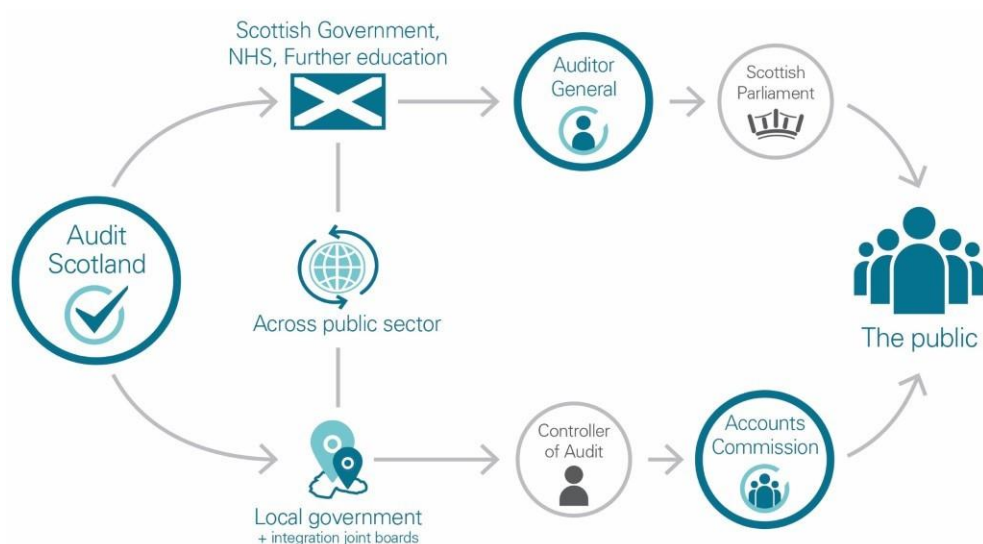 Scottish Government,
NHS, Further education
Auditor
General
Scottish
Parliament
Audit
Scotland
Across public sector
The public
Local government
+ integration joint boards
Controller
of Audit
Accounts
Commission